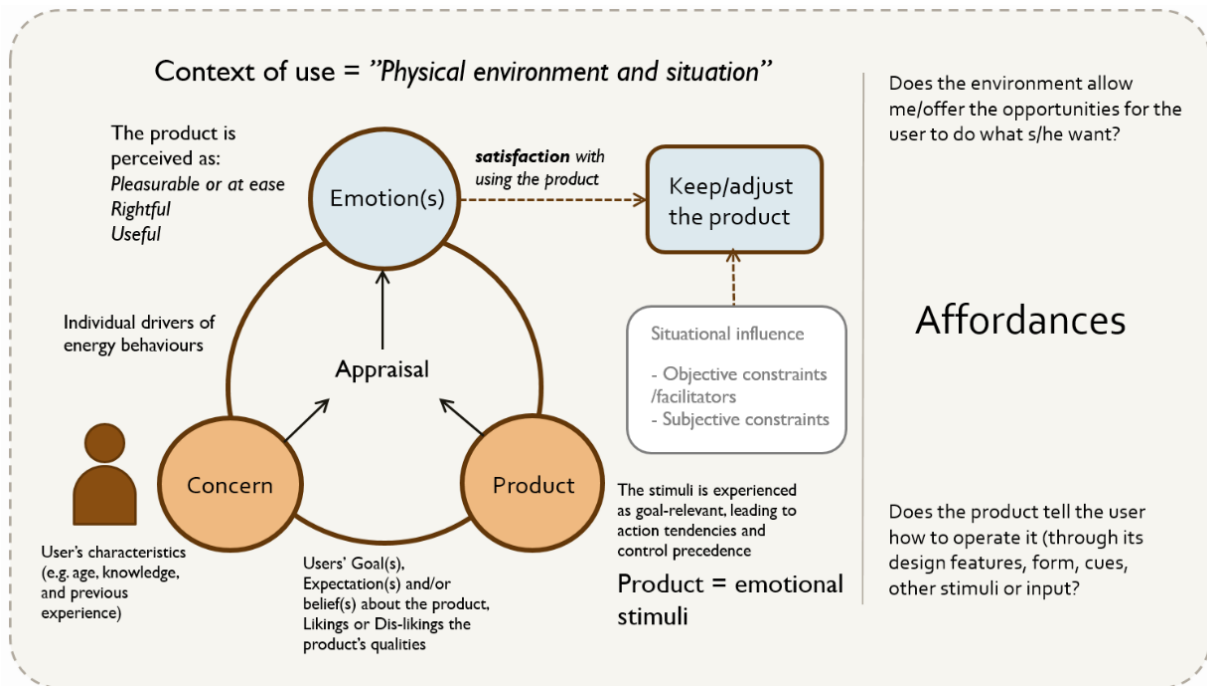 Context of use = ”Physical environment and situation”
The product is
perceived as:
Pleasurable or at ease
Rightful
Useful
Emotion(s)
satisfaction with
using the product
Keep/adjust
the product
Individual drivers of
energy behaviours
Appraisal
Situational influence
- Objective constraints
/facilitators
- Subjective constraints
Concern
Product
User's characteristics
(e.g. age, knowledge,
and previous
experience)
Users' Goal(s),
Expectation(s) and/or
belief(s) about the product,
Likings or Dis-likings the
product's qualities
The stimuli is experienced
as goal-relevant, leading to
action tendencies and
control precedence
Product = emotional
stimuli
Does the environment allow
me/offer the opportunities for the
user to do what s/he want?
Affordances
Does the product tell the user
how to operate it (through its
design features, form, cues,
other stimuli or input?